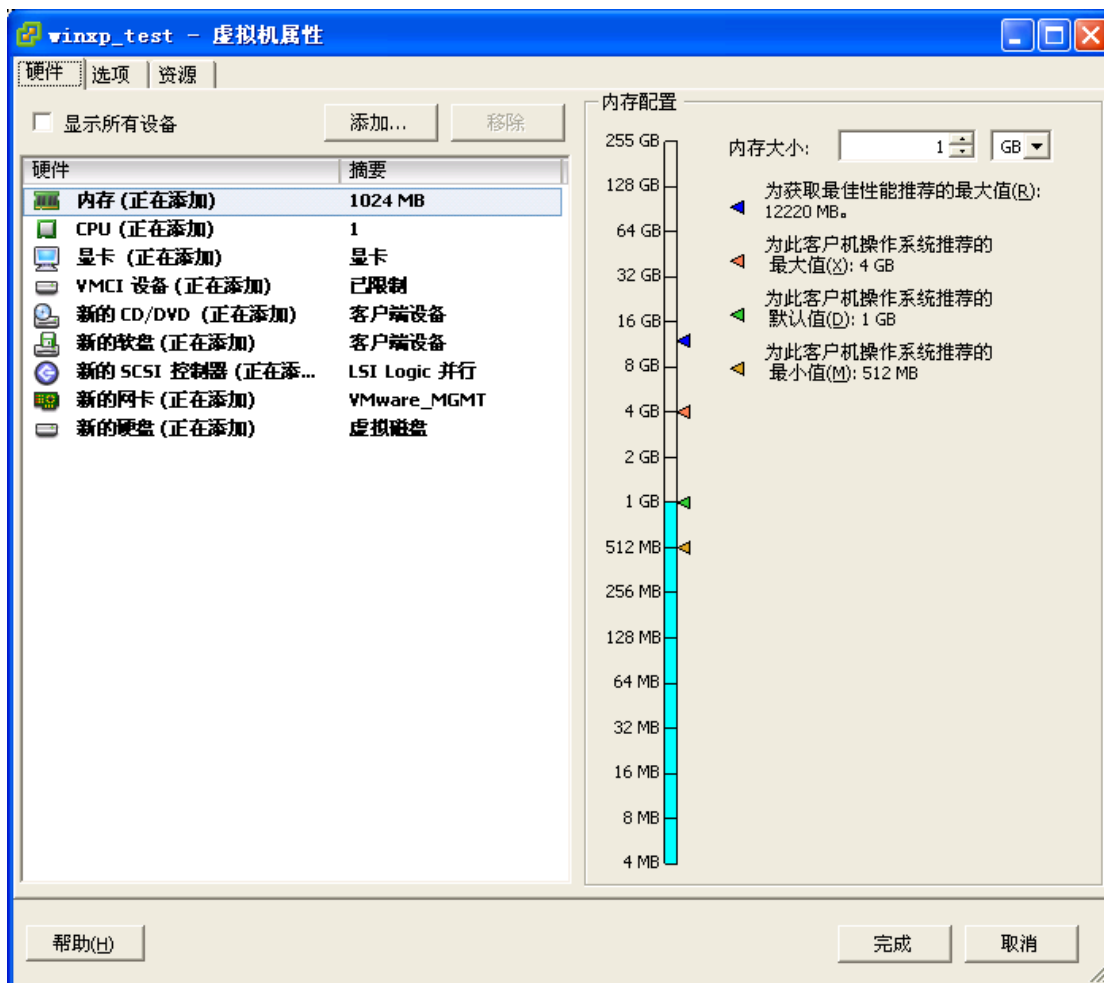 winxp_test - 虚拟机属性
硬件 选项 资源
显示所有设备 添加... 移除
硬件 摘要
内存 (正在添加) 1024 MB
CPU (正在添加) 1
显卡 (正在添加) 显卡
VMCI 设备 (正在添加) 已限制
新的 CD/DVD (正在添加) 客户端设备
新的软盘 (正在添加) 客户端设备
新的 SCSI 控制器 (正在添... LSI Logic 并行
新的网卡 (正在添加) VMware_MGMT
新的硬盘 (正在添加) 虚拟磁盘
内存配置
255 GB
128 GB
64 GB
32 GB
16 GB
8 GB
4 GB
2 GB
1 GB
512 MB
256 MB
128 MB
64 MB
32 MB
16 MB
8 MB
4 MB
内存大小: 1 GB
为获取最佳性能推荐的最大值(R):
12220 MB。
为此客户机操作系统推荐的
最大值(X): 4 GB
为此客户机操作系统推荐的
默认值(D): 1 GB
为此客户机操作系统推荐的
最小值(M): 512 MB
帮助(H) 完成 取消